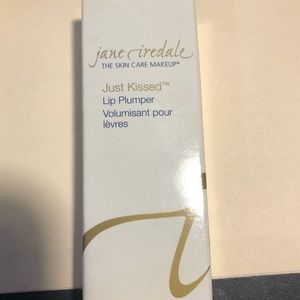 jane iredale
THE SKIN CARE MAKEUP®
Just Kissed™
Lip Plumper
Volumisant pour
lèvres